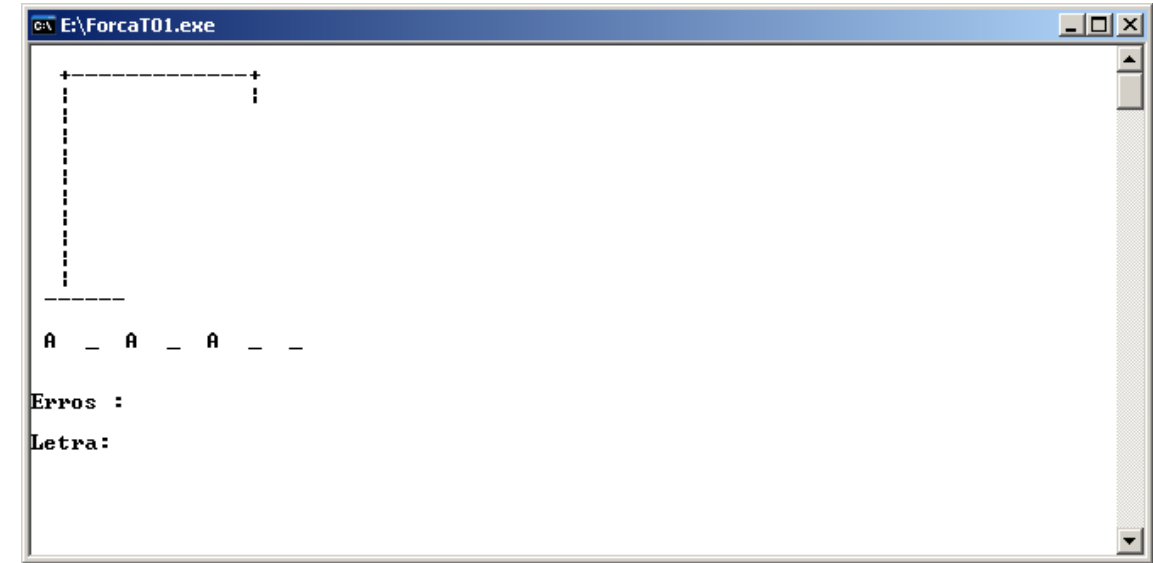 E:\ForcaT01.exe
+-------------+
¦             ¦
¦
¦
¦
¦
¦
¦
¦
¦
------
A _ A _ A _ _
Erros :
Letra: